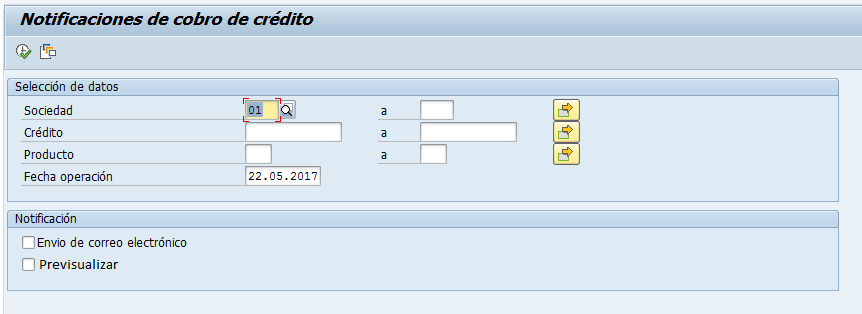 Notificaciones de cobro de crédito
Selección de datos
Sociedad 01 a
Crédito a
Producto a
Fecha operación 22.05.2017
Notificación
Envio de correo electrónico
Previsualizar